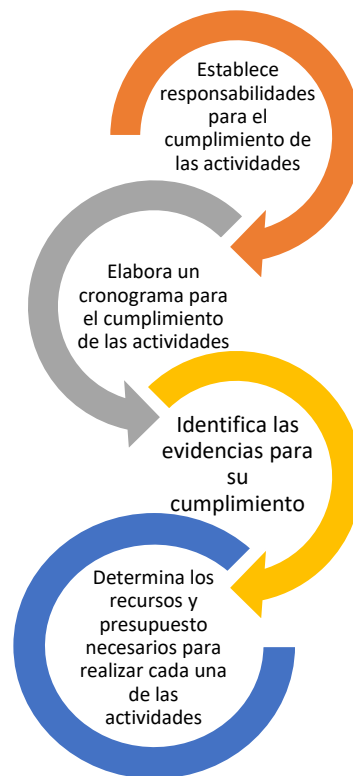 Establece
responsabilidades
para el
cumplimiento de
las actividades
Elabora un
cronograma para
el cumplimiento
de las actividades
Identifica las
evidencias para
su
cumplimiento
Determina los
recursos y
presupuesto
necesarios para
realizar cada una
de las
actividades